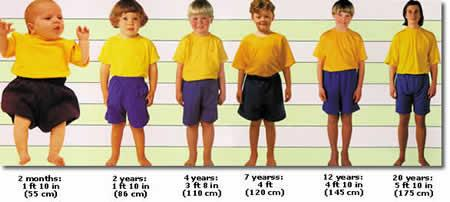 2 months:
1 ft 10 in
(55 cm)
2 years:
1 ft 10 in
(86 cm)
4 years:
3 ft 8 in
(110 cm)
7 yearss:
4 ft
(120 cm)
12 years:
4 ft 10 in
(145 cm)
20 years:
5 ft 10 in
(175 cm)